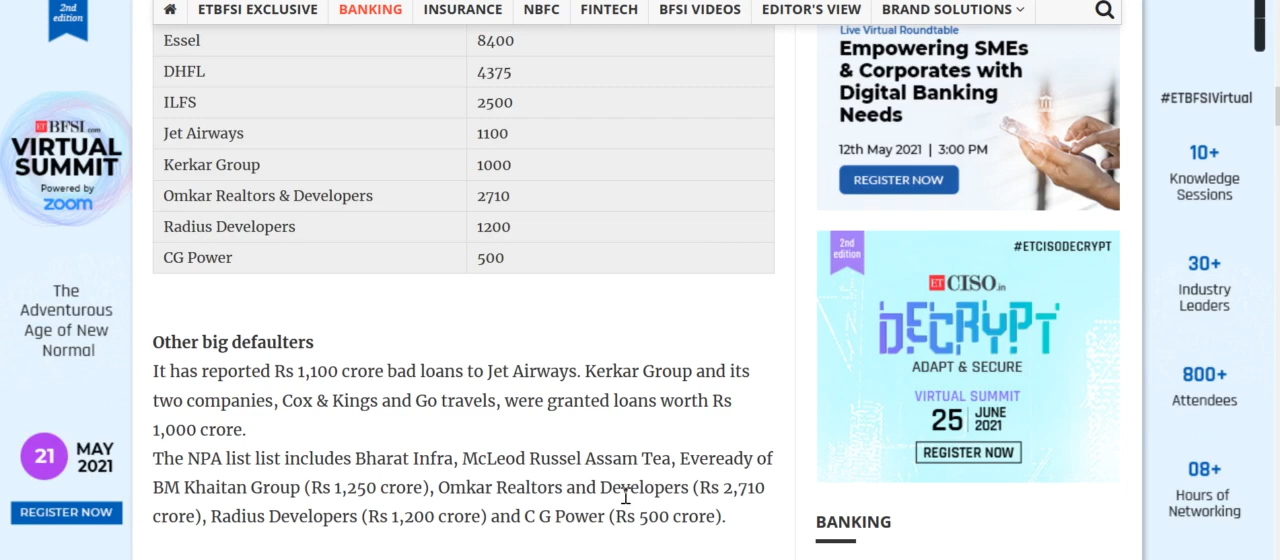 2nd
edition
ETBFSI EXCLUSIVE
BANKING
INSURANCE
NBFC
FINTECH
BFSI VIDEOS
EDITOR'S VIEW
BRAND SOLUTIONS
Essel 8400
DHFL 4375
ILFS 2500
Jet Airways 1100
Kerkar Group 1000
Omkar Realtors & Developers 2710
Radius Developers 1200
CG Power 500
Other big defaulters
It has reported Rs 1,100 crore bad loans to Jet Airways. Kerkar Group and its
two companies, Cox & Kings and Go travels, were granted loans worth Rs
1,000 crore.
The NPA list list includes Bharat Infra, McLeod Russel Assam Tea, Eveready of
BM Khaitan Group (Rs 1,250 crore), Omkar Realtors and Developers (Rs 2,710
crore), Radius Developers (Rs 1,200 crore) and C G Power (Rs 500 crore).
ET BFSI.com
VIRTUAL
SUMMIT
Powered by
zoom
The
Adventurous
Age of New
Normal
21 MAY
2021
REGISTER NOW
Live Virtual Roundtable
Empowering SMEs
& Corporates with
Digital Banking
Needs
12th May 2021 | 3:00 PM
REGISTER NOW
2nd
edition
#ETCISODECRYPT
ET CISO.in
DECRYPT
ADAPT & SECURE
VIRTUAL SUMMIT
25 JUNE
2021
REGISTER NOW
BANKING
#ETBFSIVirtual
10+
Knowledge
Sessions
30+
Industry
Leaders
800+
Attendees
08+
Hours of
Networking